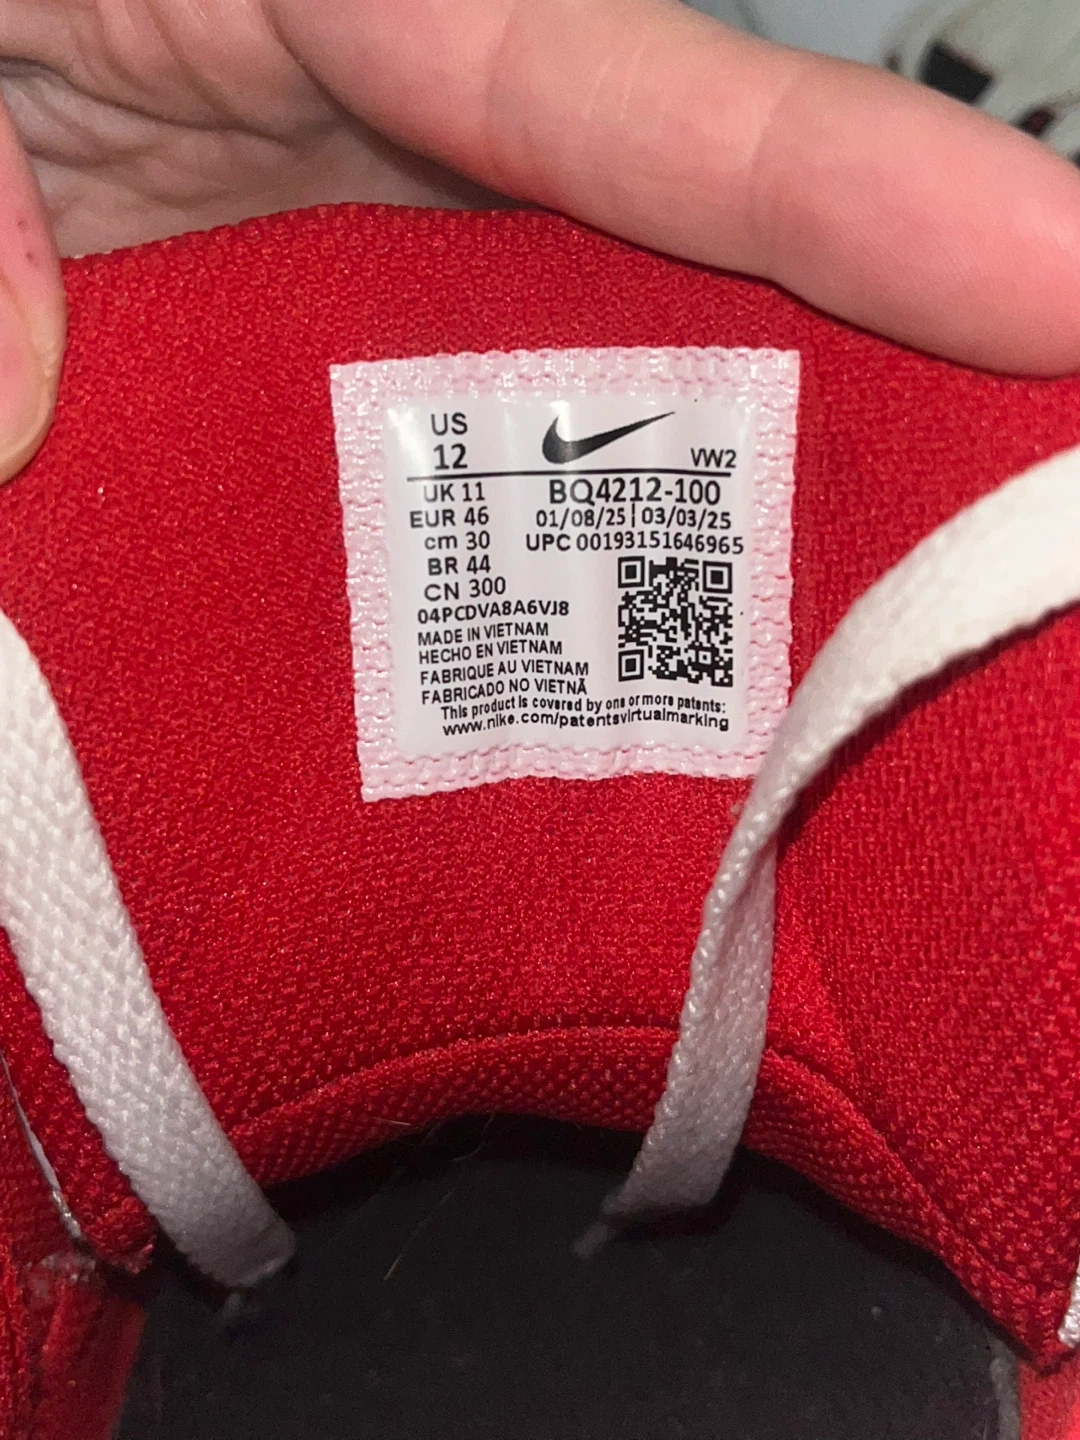 US
12
VW2
UK 11
EUR 46
cm 30
BR 44
CN 300
BQ4212-100
01/08/25 | 03/03/25
UPC 00193151646965
04PCDVA8A6VJ8
MADE IN VIETNAM
HECHO EN VIETNAM
FABRIQUE AU VIETNAM
FABRICADO NO VIETNÃ
This product is covered by one or more patents:
www.nike.com/patentsvirtualmarking